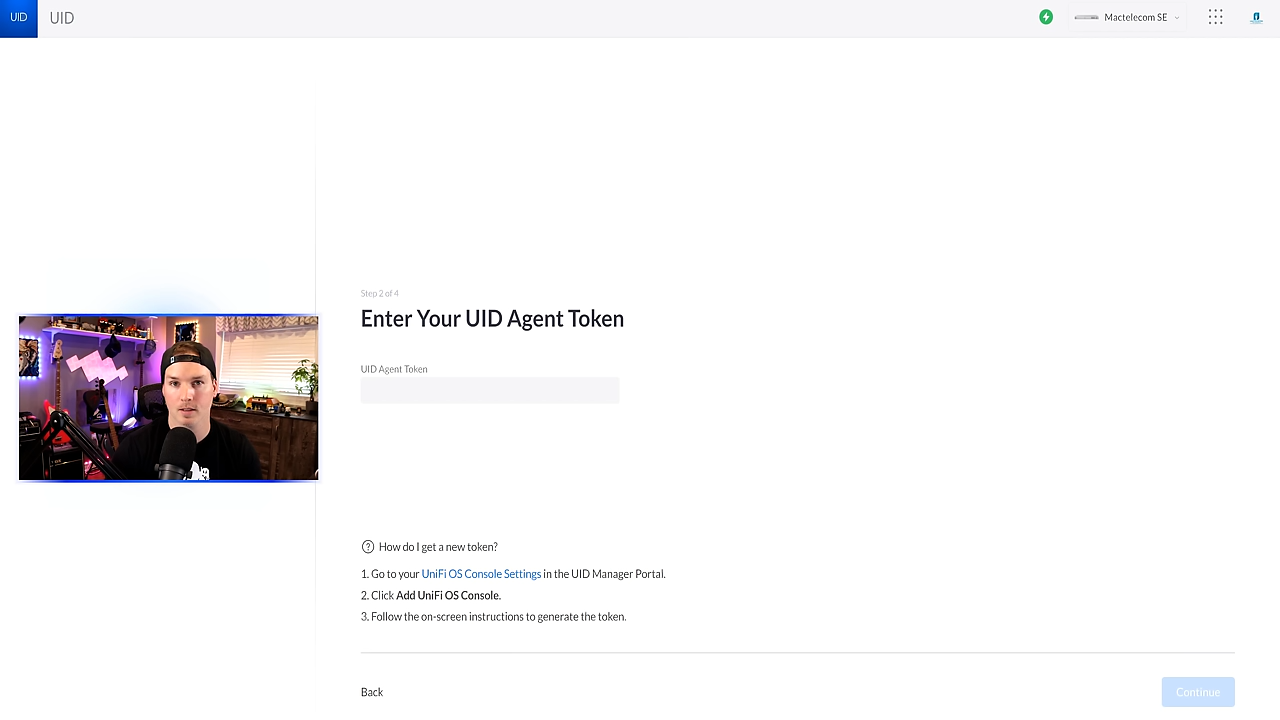 UID
UID
Mactelecom SE
Step 2 of 4
Enter Your UID Agent Token
UID Agent Token
How do I get a new token?
1. Go to your UniFi OS Console Settings in the UID Manager Portal.
2. Click Add UniFi OS Console.
3. Follow the on-screen instructions to generate the token.
Back
Continue